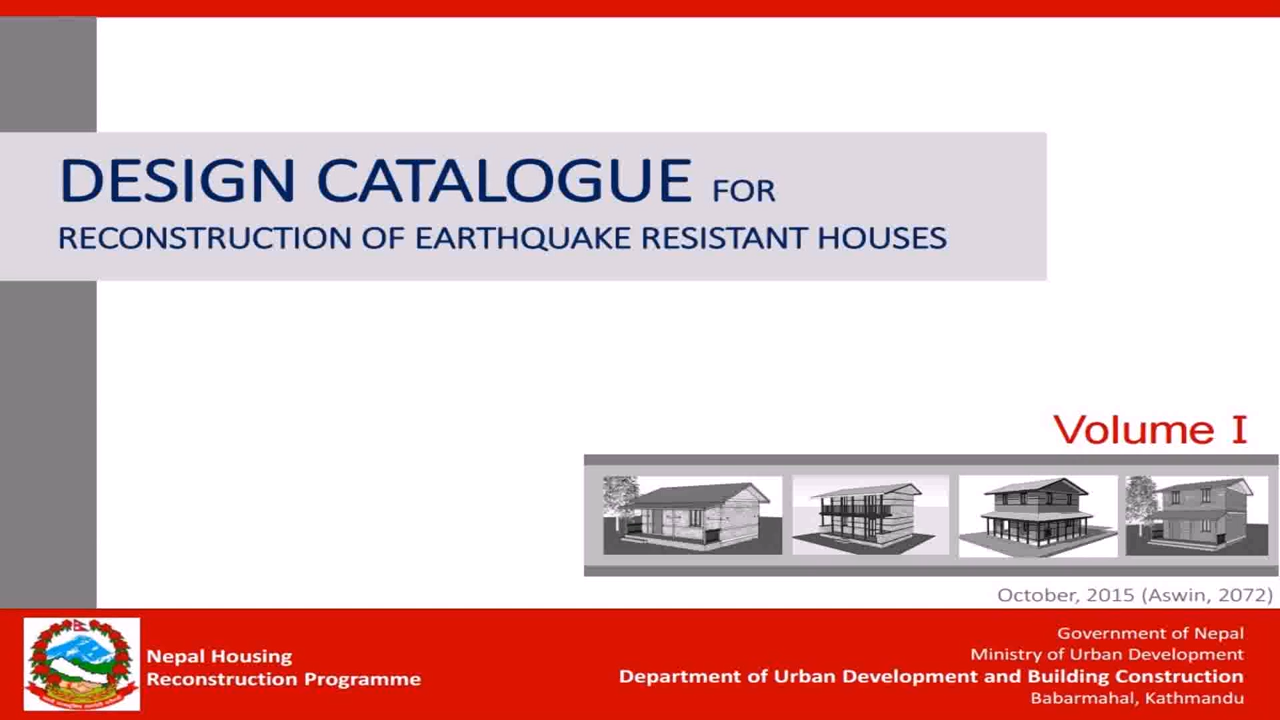 DESIGN CATALOGUE FOR
RECONSTRUCTION OF EARTHQUAKE RESISTANT HOUSES
Volume I
October, 2015 (Aswin, 2072)
Nepal Housing
Reconstruction Programme
Government of Nepal
Ministry of Urban Development
Department of Urban Development and Building Construction
Babarmahal, Kathmandu